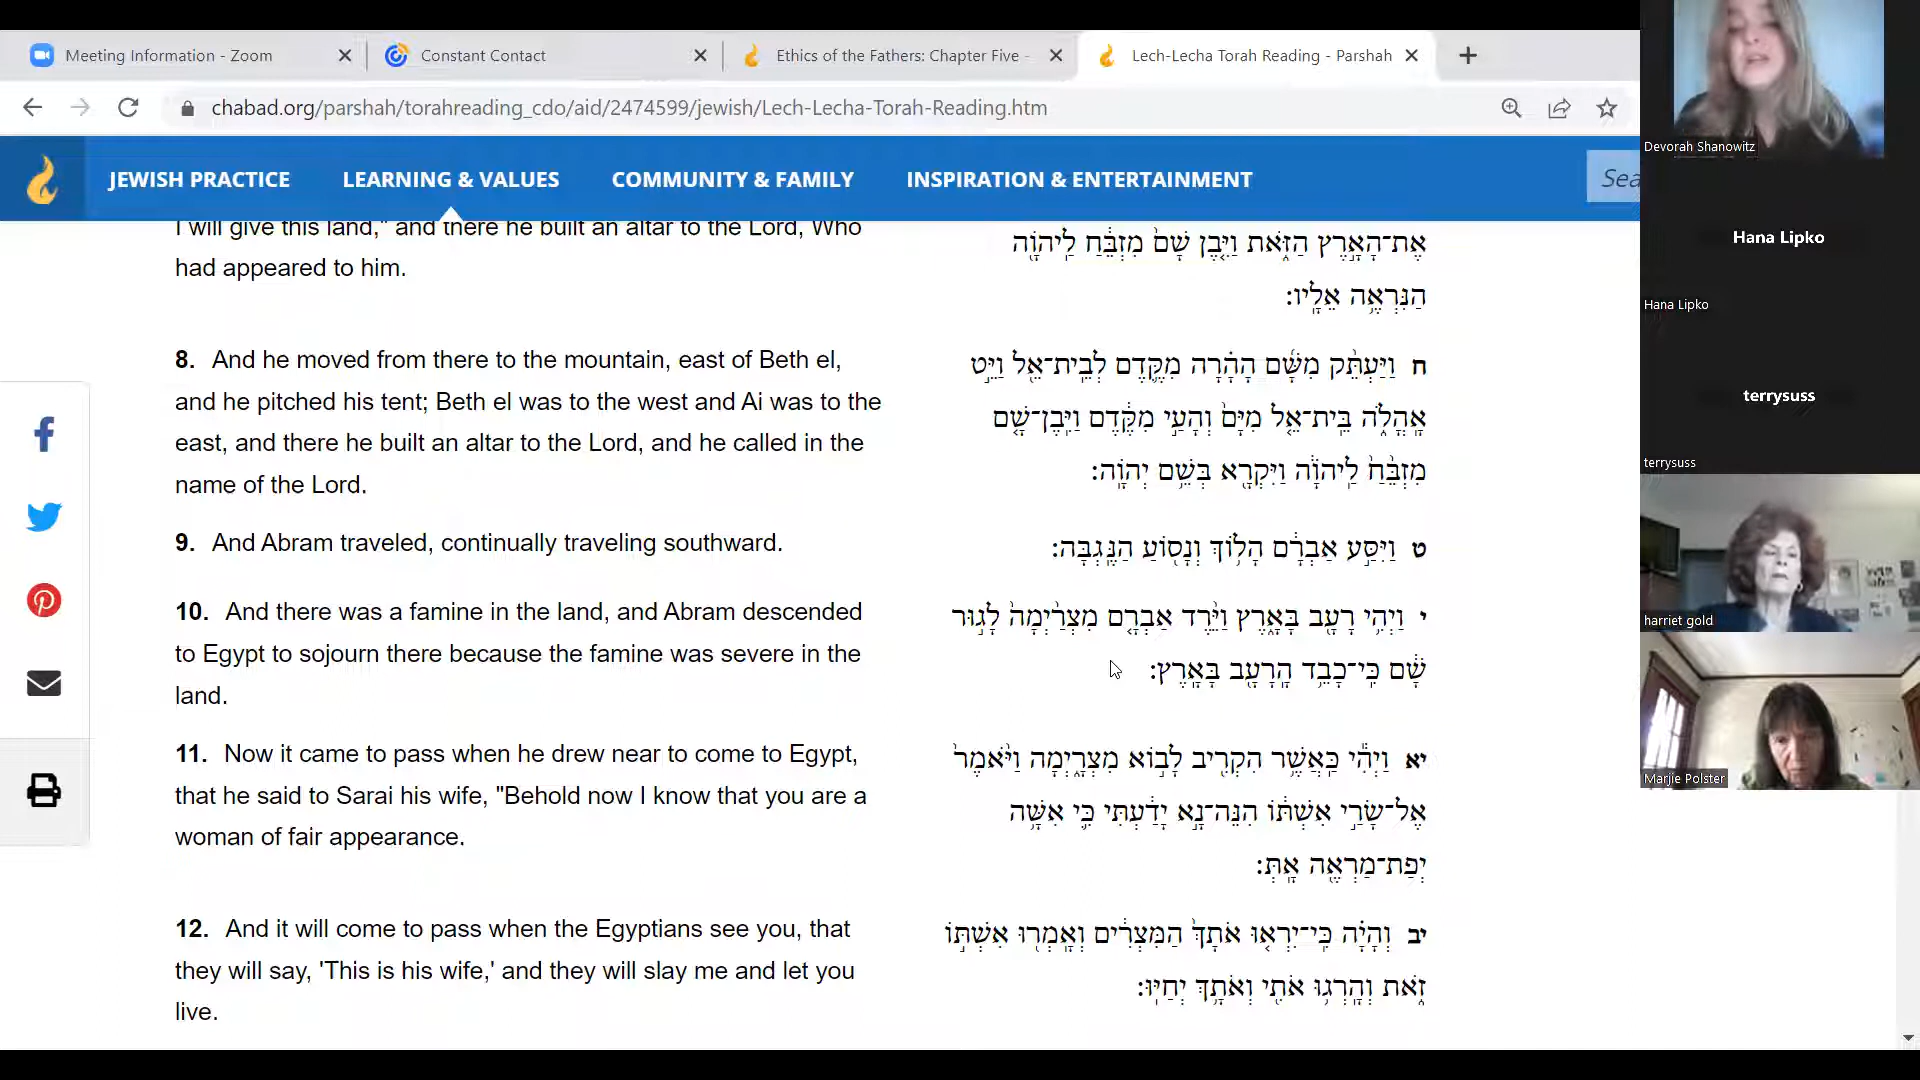 Meeting Information - Zoom
Constant Contact
Ethics of the Fathers: Chapter Five -
Lech-Lecha Torah Reading - Parshah
chabad.org/parshah/torahreading_cdo/aid/2474599/jewish/Lech-Lecha-Torah-Reading.htm
JEWISH PRACTICE
LEARNING & VALUES
COMMUNITY & FAMILY
INSPIRATION & ENTERTAINMENT
Sea
I will give this land," and there he built an altar to the Lord, Who
had appeared to him.
אֶת־הָאָ֣רֶץ הַזֹּ֑את וַיִּ֤בֶן שָׁם֙ מִזְבֵּ֔חַ לַֽיהֹוָ֖ה
הַנִּרְאֶ֥ה אֵלָֽיו:
8. And he moved from there to the mountain, east of Beth el,
and he pitched his tent; Beth el was to the west and Ai was to the
east, and there he built an altar to the Lord, and he called in the
name of the Lord.
ח וַיַּעְתֵּ֨ק מִשָּׁ֜ם הָהָ֗רָה מִקֶּ֛דֶם לְבֵֽית־אֵ֖ל וַיֵּ֣ט
אָֽהֳלֹ֑ה בֵּֽית־אֵ֤ל מִיָּם֙ וְהָעַ֣י מִקֶּ֔דֶם וַיִּֽבֶן־שָׁ֤ם
מִזְבֵּ֨חַ֙ לַֽיהֹוָ֔ה וַיִּקְרָ֖א בְּשֵׁ֥ם יְהֹוָֽה:
9. And Abram traveled, continually traveling southward.
ט וַיִּסַּ֣ע אַבְרָ֔ם הָל֥וֹךְ וְנָס֖וֹעַ הַנֶּֽגְבָּה:
10. And there was a famine in the land, and Abram descended
to Egypt to sojourn there because the famine was severe in the
land.
י וַיְהִ֥י רָעָ֖ב בָּאָ֑רֶץ וַיֵּ֨רֶד אַבְרָ֤ם מִצְרַ֨יְמָה֙ לָג֣וּר
שָׁ֔ם כִּֽי־כָבֵ֥ד הָֽרָעָ֖ב בָּאָֽרֶץ:
11. Now it came to pass when he drew near to come to Egypt,
that he said to Sarai his wife, "Behold now I know that you are a
woman of fair appearance.
יא וַיְהִ֕י כַּֽאֲשֶׁ֥ר הִקְרִ֖יב לָב֣וֹא מִצְרָ֑יְמָה וַיֹּ֨אמֶר֙
אֶל־שָׂרַ֣י אִשְׁתּ֔וֹ הִנֵּה־נָ֣א יָדַ֔עְתִּי כִּ֛י אִשָּׁ֥ה
יְפַת־מַרְאֶ֖ה אָֽתְּ:
12. And it will come to pass when the Egyptians see you, that
they will say, 'This is his wife,' and they will slay me and let you
live.
יב וְהָיָ֗ה כִּֽי־יִרְא֤וּ אֹתָךְ֙ הַמִּצְרִ֔ים וְאָֽמְר֖וּ אִשְׁתּ֣וֹ
זֹ֑את וְהָֽרְג֥וּ אֹתִ֖י וְאֹתָ֥ךְ יְחַיּֽוּ:
Devorah Shanowitz
Hana Lipko
Hana Lipko
terrysuss
terrysuss
harriet gold
Marjie Polster